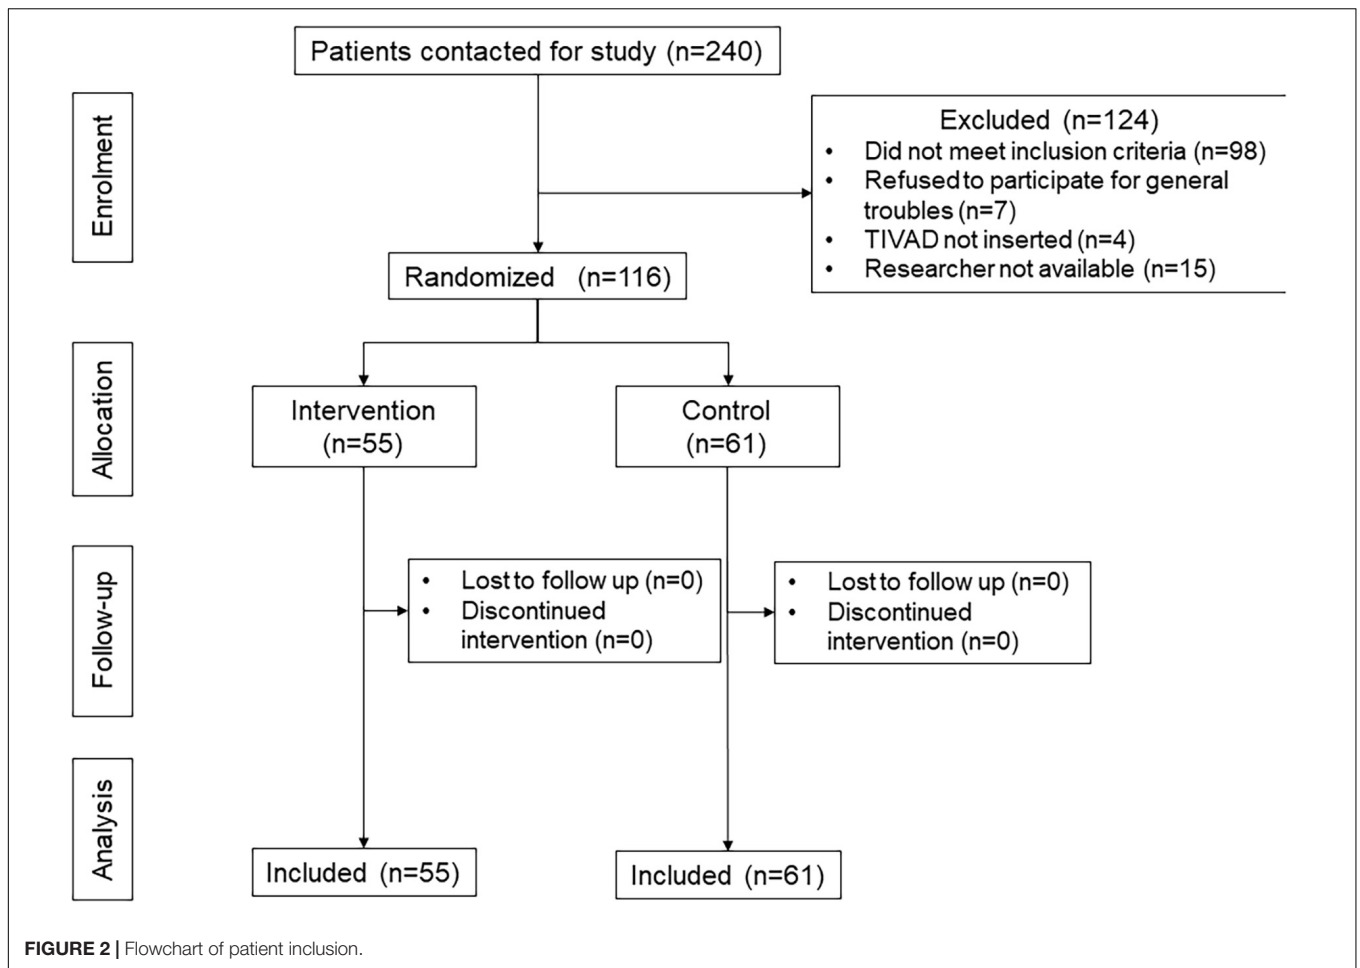 Patients contacted for study (n=240)
Enrolment
Excluded (n=124)
• Did not meet inclusion criteria (n=98)
• Refused to participate for general
troubles (n=7)
• TIVAD not inserted (n=4)
• Researcher not available (n=15)
Randomized (n=116)
Allocation
Intervention
(n=55)
Control
(n=61)
Follow-up
• Lost to follow up (n=0)
• Discontinued
intervention (n=0)
• Lost to follow up (n=0)
• Discontinued
intervention (n=0)
Analysis
Included (n=55)
Included (n=61)
FIGURE 2 | Flowchart of patient inclusion.